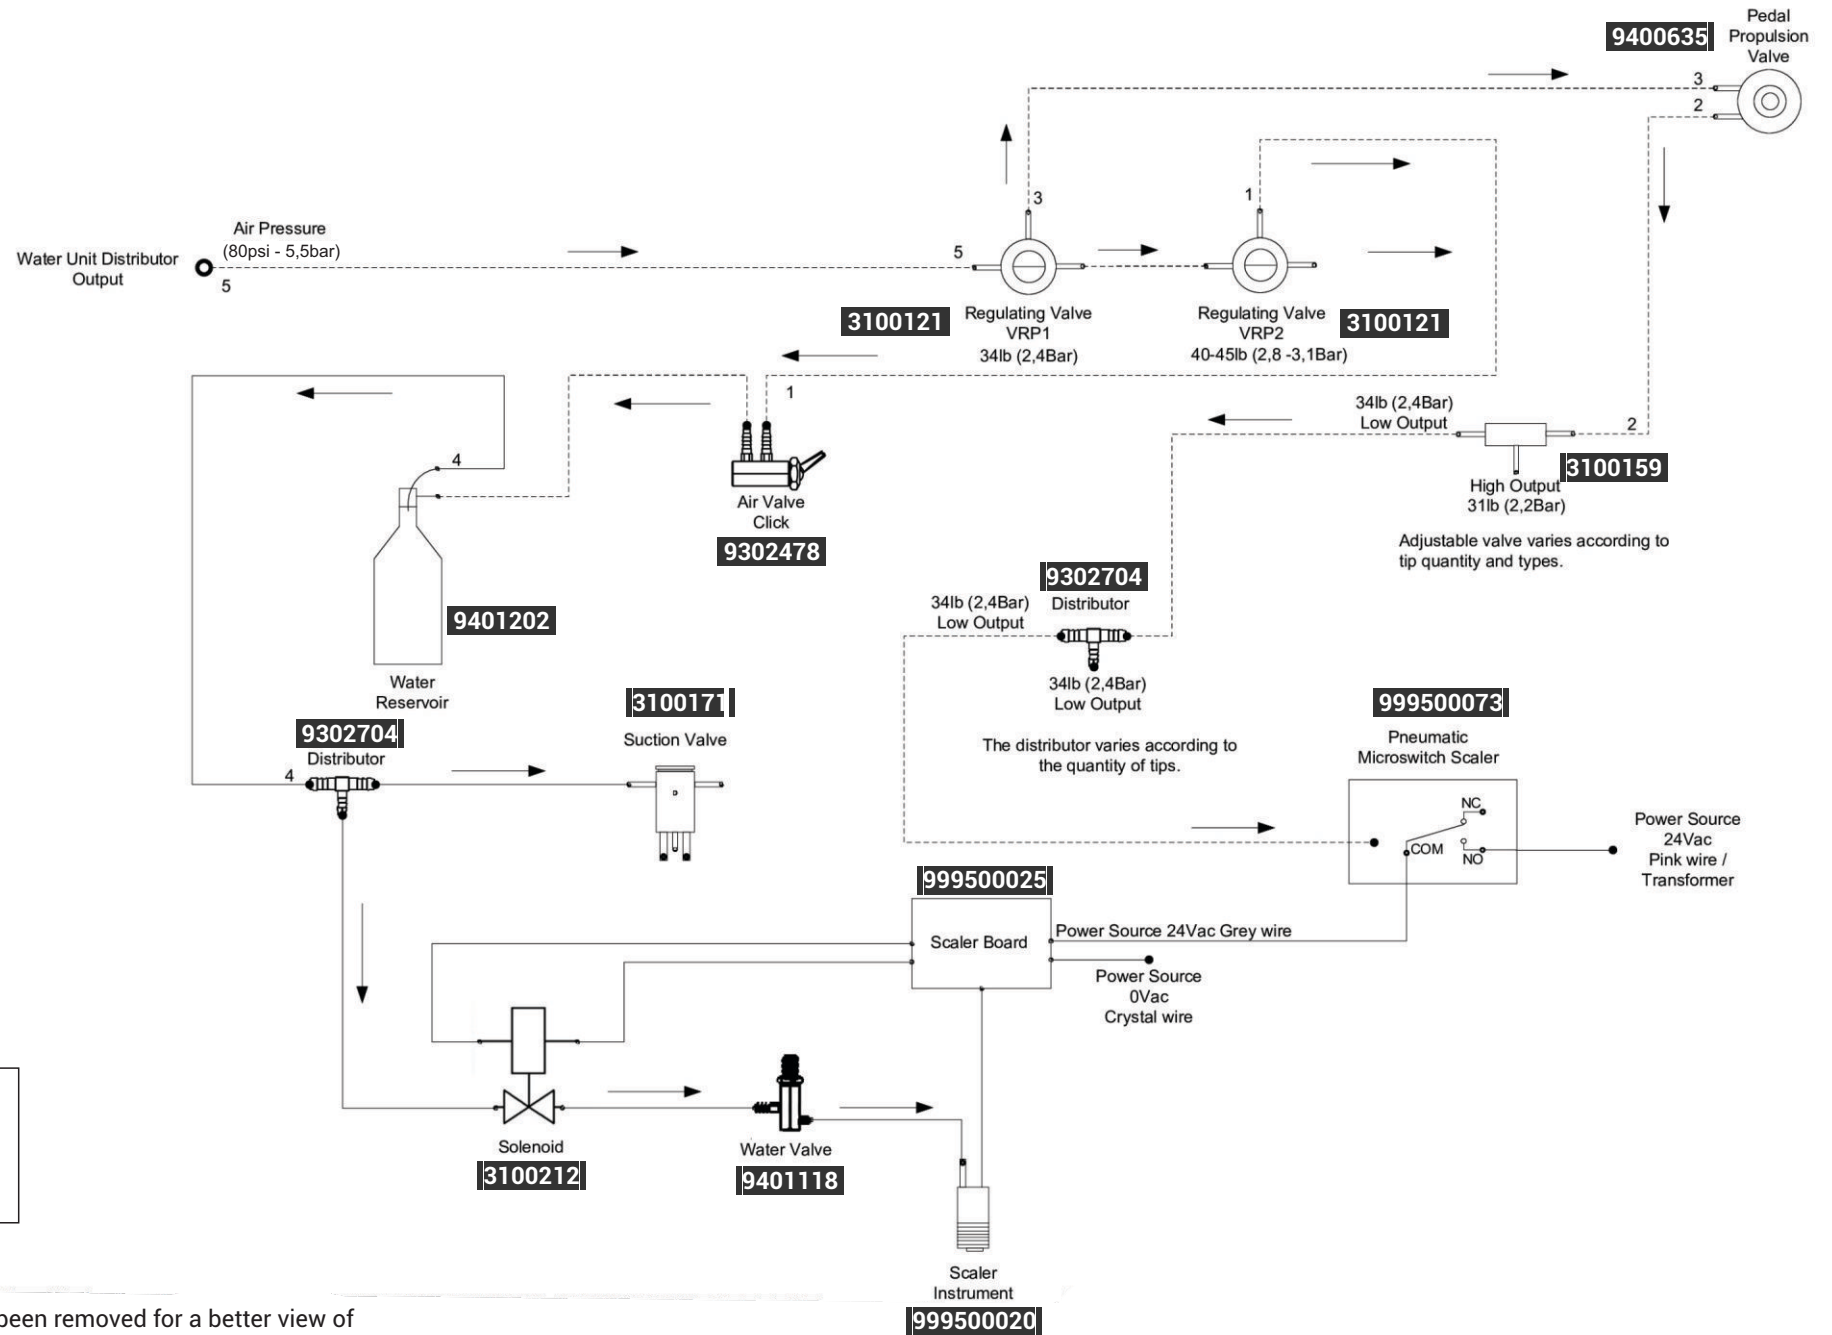 Pedal
Propulsion
Valve
9400635
3
2
Air Pressure
(80psi - 5,5bar)
Water Unit Distributor
Output
5
5
3
1
3100121
Regulating Valve
VRP1
34lb (2,4Bar)
Regulating Valve
VRP2
40-45lb (2,8 -3,1Bar)
3100121
1
4
Air Valve
Click
9302478
34lb (2,4Bar)
Low Output
2
3100159
High Output
31lb (2,2Bar)
Adjustable valve varies according to
tip quantity and types.
9401202
Water
Reservoir
9302704
Distributor
34lb (2,4Bar)
Low Output
34lb (2,4Bar)
Low Output
The distributor varies according to
the quantity of tips.
9302704
Distributor
4
3100171
Suction Valve
999500073
Pneumatic
Microswitch Scaler
NC
COM
NO
Power Source
24Vac
Pink wire /
Transformer
999500025
Scaler Board
Power Source 24Vac Grey wire
Power Source
0Vac
Crystal wire
Solenoid
3100212
Water Valve
9401118
Scaler
Instrument
999500020
been removed for a better view of